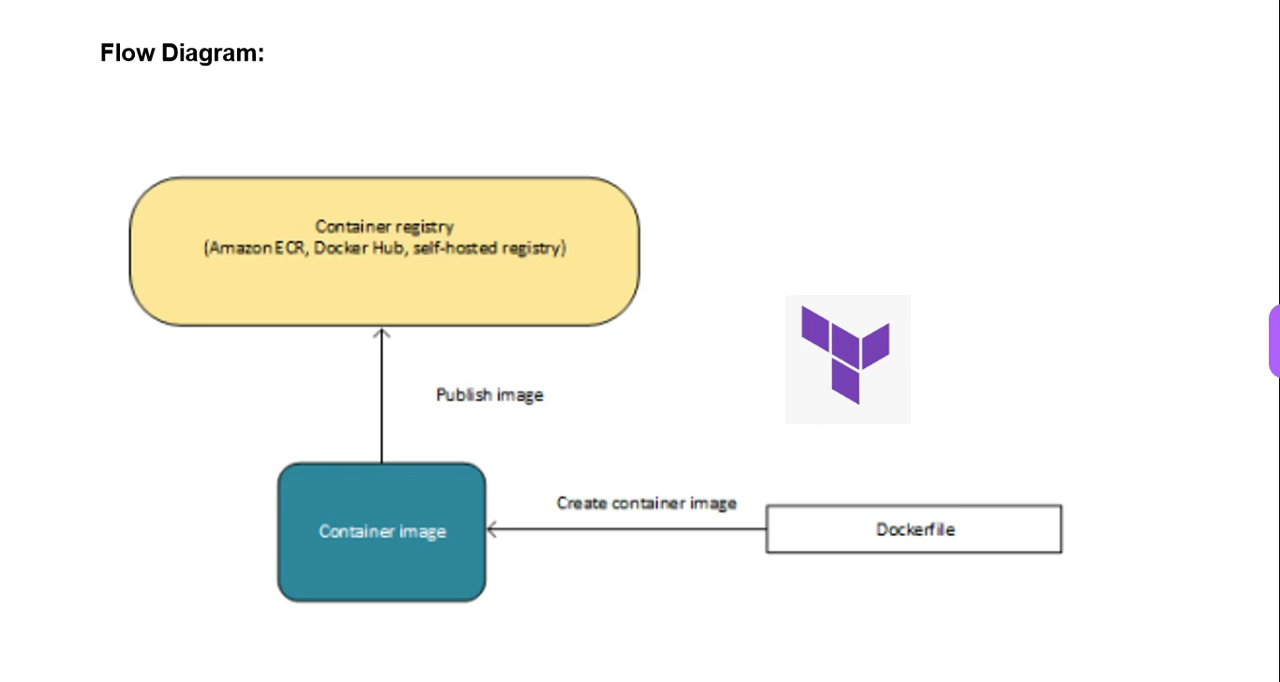 Flow Diagram:
Container registry
(Amazon ECR, Docker Hub, self-hosted registry)
Publish image
Create container image
Container image
Dockerfile